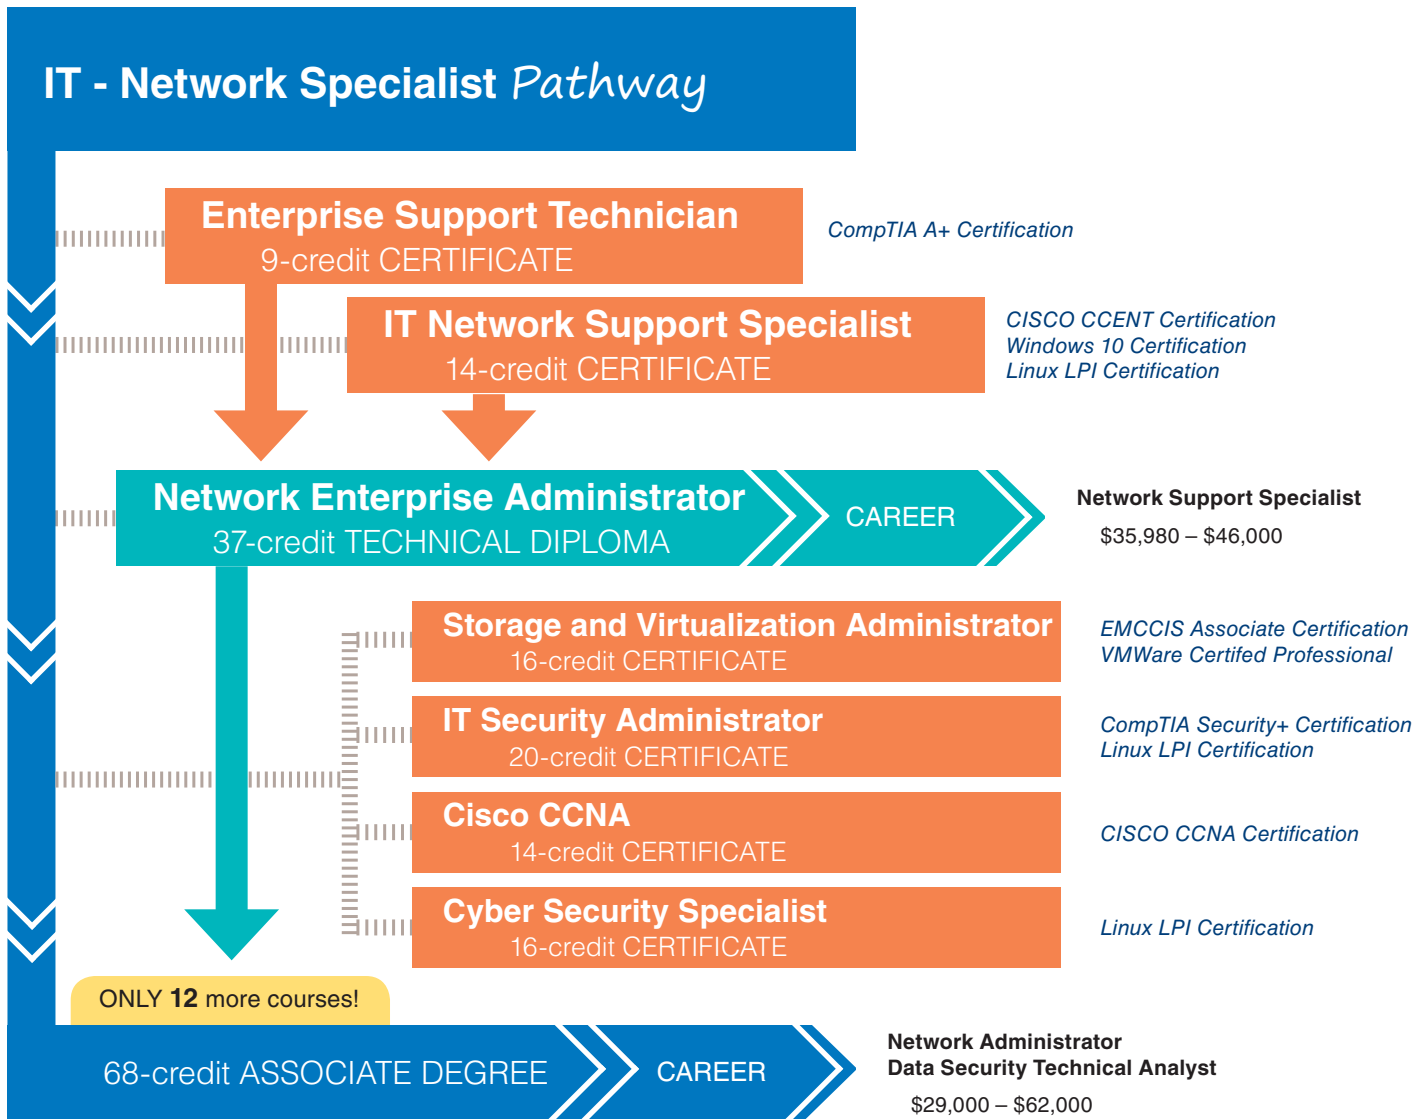 IT - Network Specialist Pathway
Enterprise Support Technician
9-credit CERTIFICATE
CompTIA A+ Certification
IT Network Support Specialist
14-credit CERTIFICATE
CISCO CCENT Certification
Windows 10 Certification
Linux LPI Certification
Network Enterprise Administrator
37-credit TECHNICAL DIPLOMA
CAREER
Network Support Specialist
$35,980 – $46,000
Storage and Virtualization Administrator
16-credit CERTIFICATE
EMCCIS Associate Certification
VMWare Certifed Professional
IT Security Administrator
20-credit CERTIFICATE
CompTIA Security+ Certification
Linux LPI Certification
Cisco CCNA
14-credit CERTIFICATE
CISCO CCNA Certification
Cyber Security Specialist
16-credit CERTIFICATE
Linux LPI Certification
ONLY 12 more courses!
68-credit ASSOCIATE DEGREE
CAREER
Network Administrator
Data Security Technical Analyst
$29,000 – $62,000